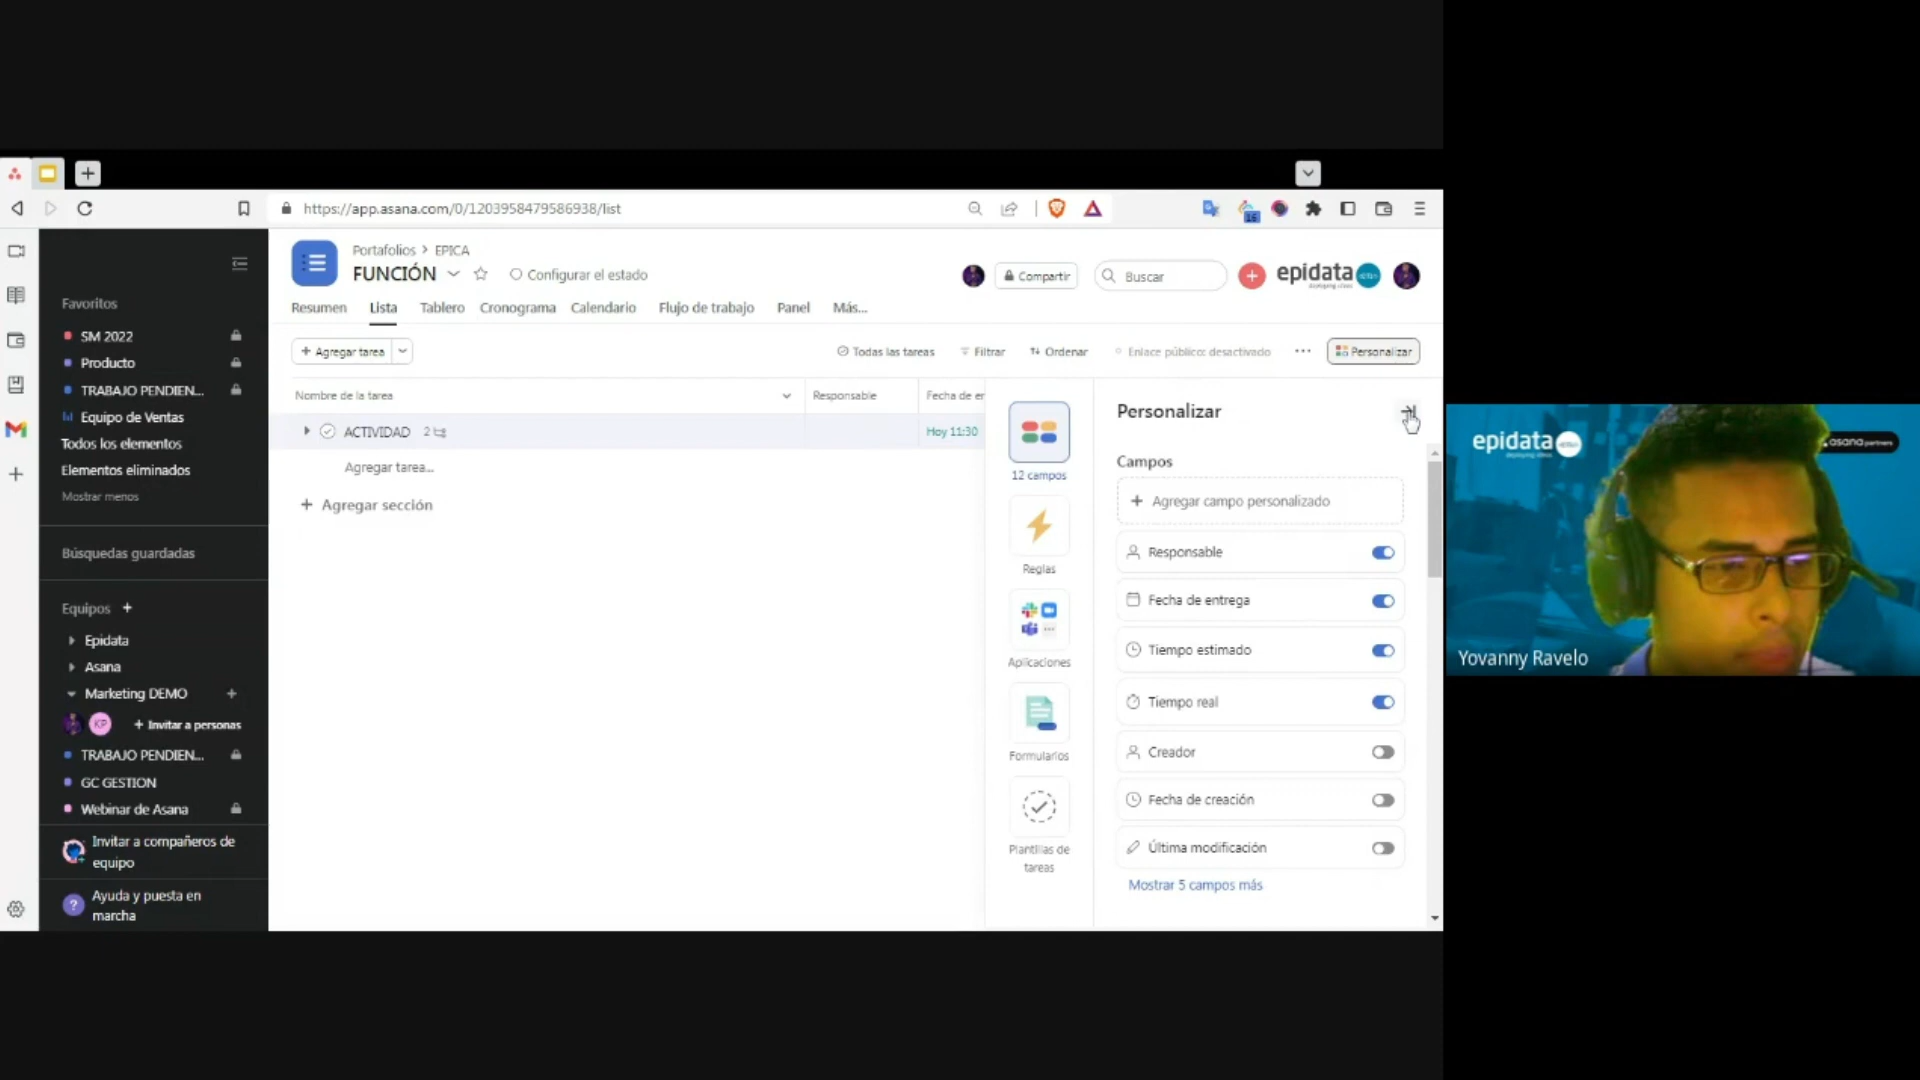 https://app.asana.com/0/1203958479586938/list
16
Portafolios > EPICA
FUNCIÓN
Configurar el estado
Compartir
Buscar
epidata
Resumen
Lista
Tablero
Cronograma
Calendario
Flujo de trabajo
Panel
Más...
+ Agregar tarea
Todas las tareas
Filtrar
Ordenar
Enlace público: desactivado
Personalizar
Favoritos
SM 2022
Producto
TRABAJO PENDIEN...
Equipo de Ventas
Todos los elementos
Elementos eliminados
Mostrar menos
Búsquedas guardadas
Equipos +
Epidata
Asana
Marketing DEMO +
KP
+ Invitar a personas
TRABAJO PENDIEN...
GC GESTION
Webinar de Asana
Invitar a compañeros de
equipo
? Ayuda y puesta en
marcha
Nombre de la tarea
Responsable
Fecha de en
ACTIVIDAD 2
Hoy 11:30
Agregar tarea...
+ Agregar sección
12 campos
Reglas
Aplicaciones
Formularios
Plantillas de
tareas
Personalizar
Campos
+ Agregar campo personalizado
Responsable
Fecha de entrega
Tiempo estimado
Tiempo real
Creador
Fecha de creación
Última modificación
Mostrar 5 campos más
epidata
asana partners
Yovanny Ravelo